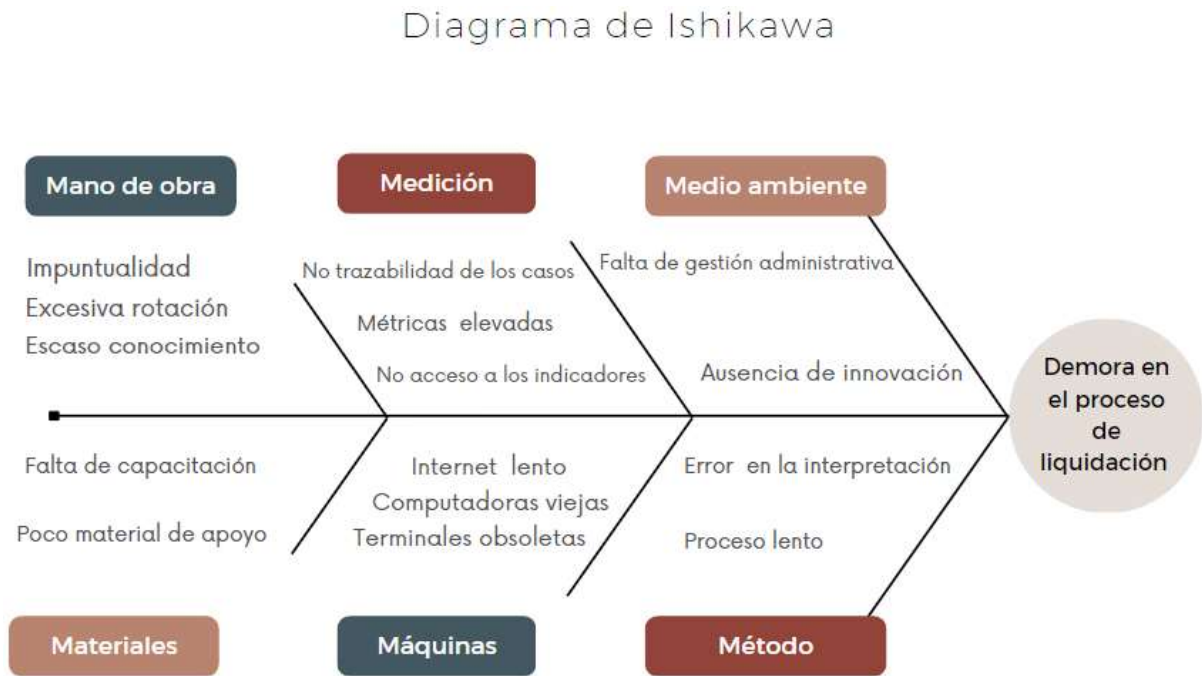 Diagrama de Ishikawa
Mano de obra
Medición
Medio ambiente
Impuntualidad
Excesiva rotación
Escaso conocimiento
No trazabilidad de los casos
Métricas elevadas
No acceso a los indicadores
Falta de gestión administrativa
Ausencia de innovación
Demora en
el proceso
de
liquidación
Falta de capacitación
Poco material de apoyo
Internet lento
Computadoras viejas
Terminales obsoletas
Error en la interpretación
Proceso lento
Materiales
Máquinas
Método